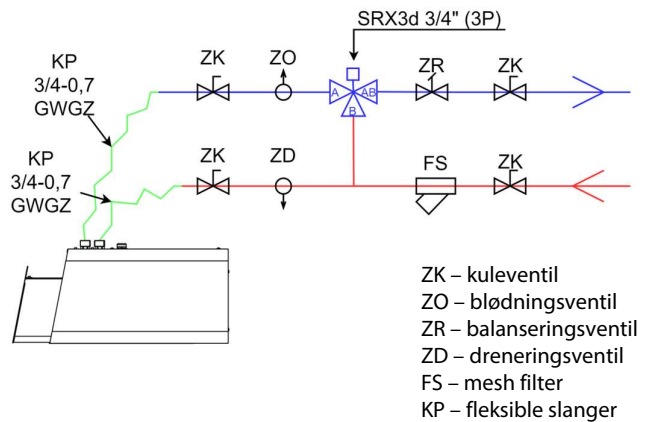 SRX3d 3/4" (3P)
KP
3/4-0,7
GWGZ
ZK
ZO
ZR
ZK
A
AB
B
KP
3/4-0,7
GWGZ
ZK
ZD
FS
ZK
ZK – kuleventil
ZO – blødningsventil
ZR – balanseringsventil
ZD – dreneringsventil
FS – mesh filter
KP – fleksible slanger